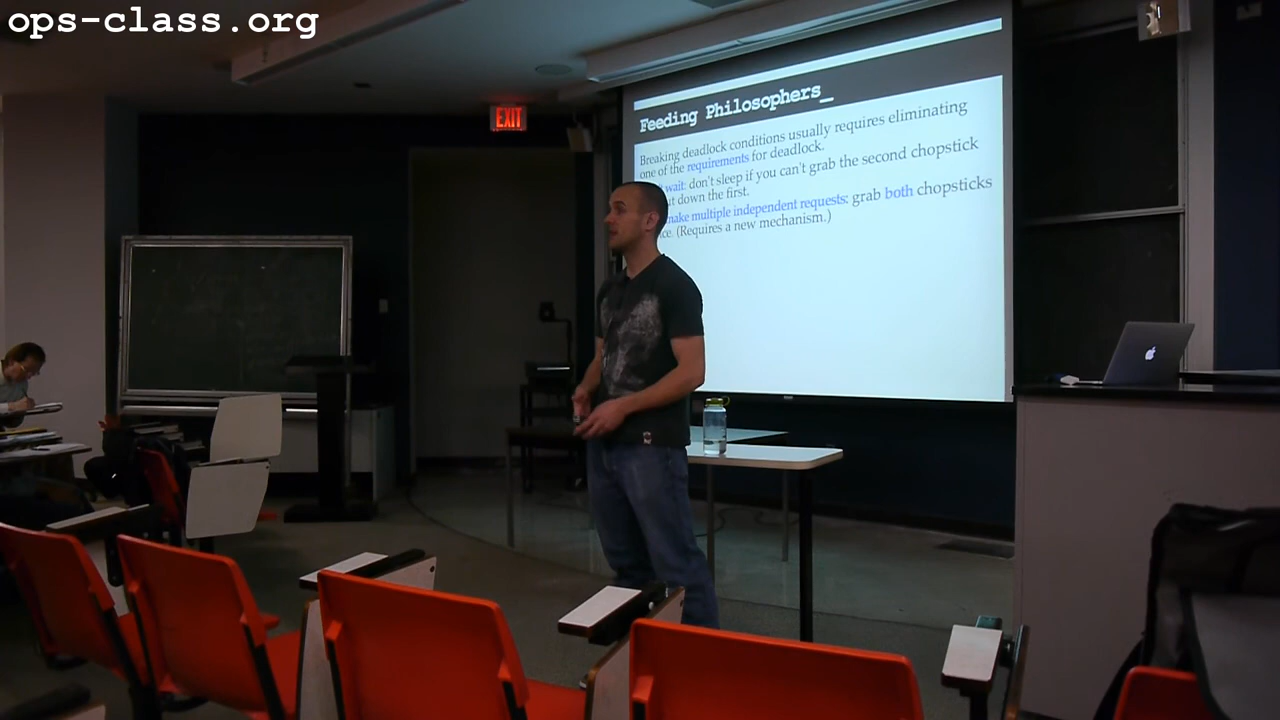 ops-class.org
EXIT
Feeding Philosophers_
Breaking deadlock conditions usually requires eliminating
one of the requirements for deadlock.
wait: don't sleep if you can't grab the second chopstick
down the first.
make multiple independent requests: grab both chopsticks
(Requires a new mechanism.)